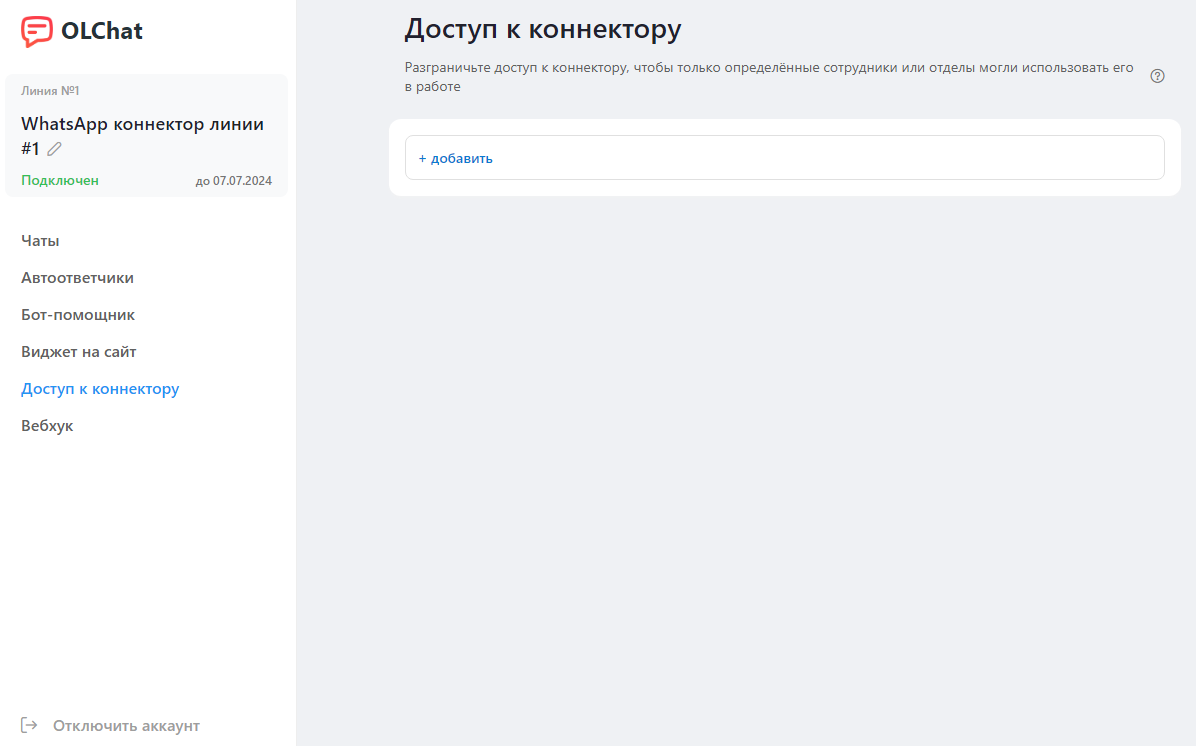 OLChat
Линия №1
WhatsApp коннектор линии
#1
Подключен
до 07.07.2024
Чаты
Автоответчики
Бот-помощник
Виджет на сайт
Доступ к коннектору
Вебхук
Отключить аккаунт
Доступ к коннектору
Разграничьте доступ к коннектору, чтобы только определённые сотрудники или отделы могли использовать его
в работе
?
+ добавить